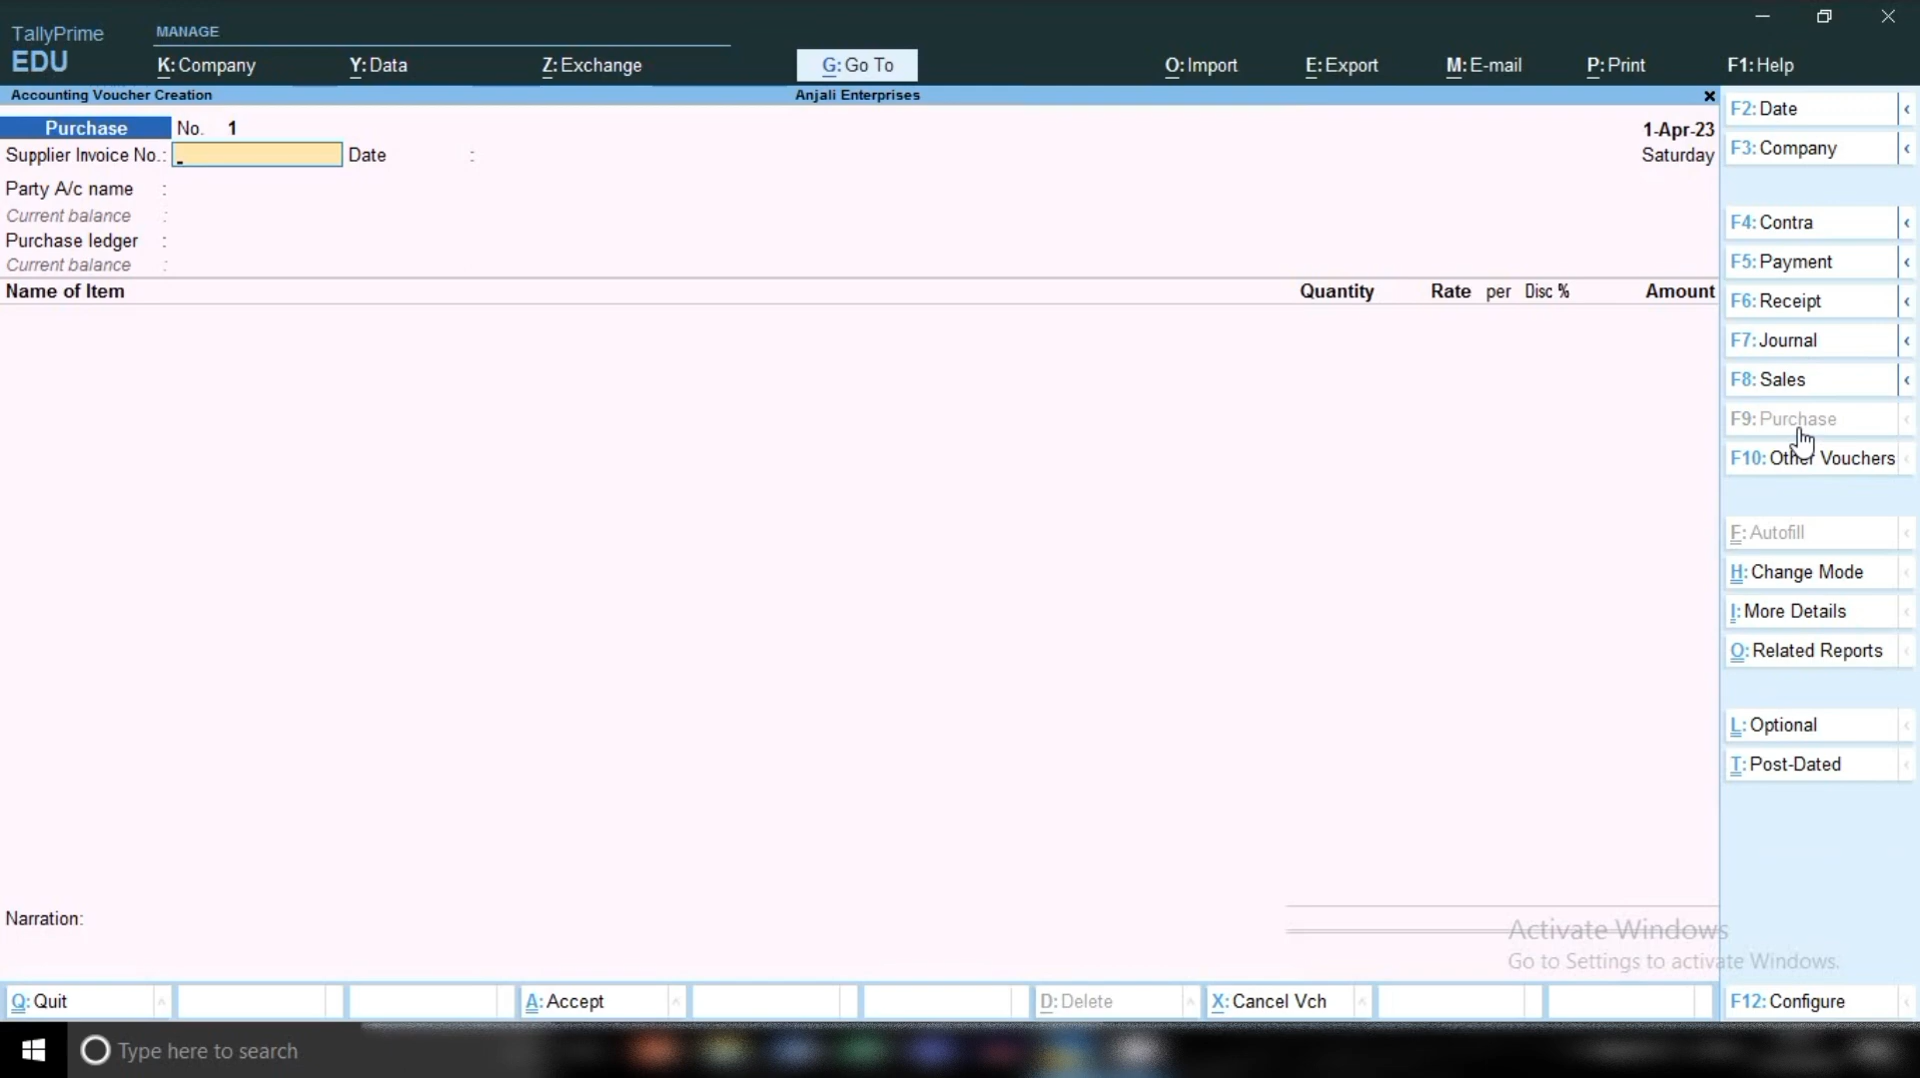 TallyPrime
EDU
MANAGE
K: Company
Y: Data
Z: Exchange
G: Go To
O: Import
E: Export
M: E-mail
P: Print
F1: Help
Accounting Voucher Creation
Anjali Enterprises
Purchase No. 1
1-Apr-23
Supplier Invoice No.: Date :
Saturday
Party A/c name :
Current balance :
Purchase ledger :
Current balance :
Name of Item Quantity Rate per Disc % Amount
Narration:
F2: Date
F3: Company
F4: Contra
F5: Payment
F6: Receipt
F7: Journal
F8: Sales
F9: Purchase
F10: Other Vouchers
F: Autofill
H: Change Mode
I: More Details
O: Related Reports
L: Optional
T: Post-Dated
Activate Windows
Go to Settings to activate Windows.
Q: Quit
A: Accept
D: Delete
X: Cancel Vch
F12: Configure
Type here to search